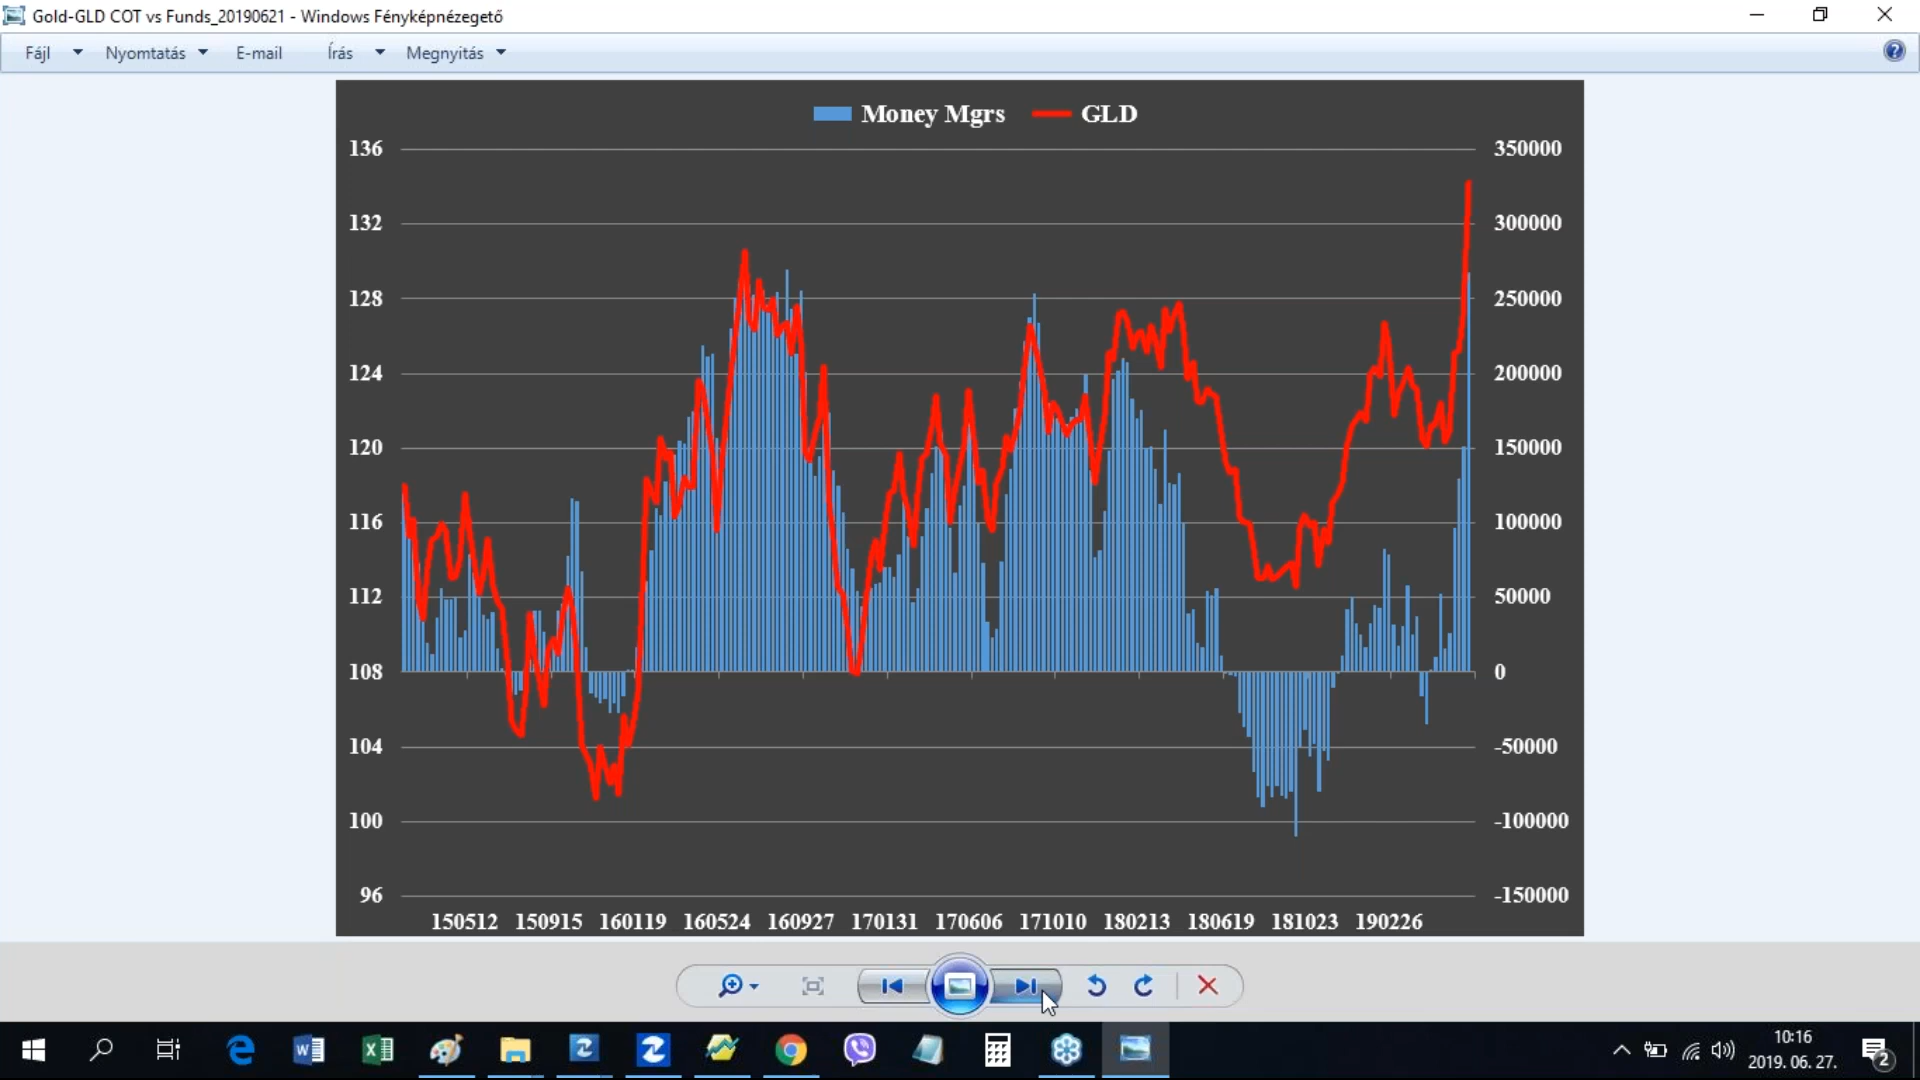 Gold-GLD COT vs Funds_20190621 - Windows Fényképnézegető
Fájl Nyomtatás E-mail Írás Megnyitás
Money Mgrs GLD
136 350000
132 300000
128 250000
124 200000
120 150000
116 100000
112 50000
108 0
104 -50000
100 -100000
96 -150000
150512 150915 160119 160524 160927 170131 170606 171010 180213 180619 181023 190226
10:16
2019. 06. 27.
2